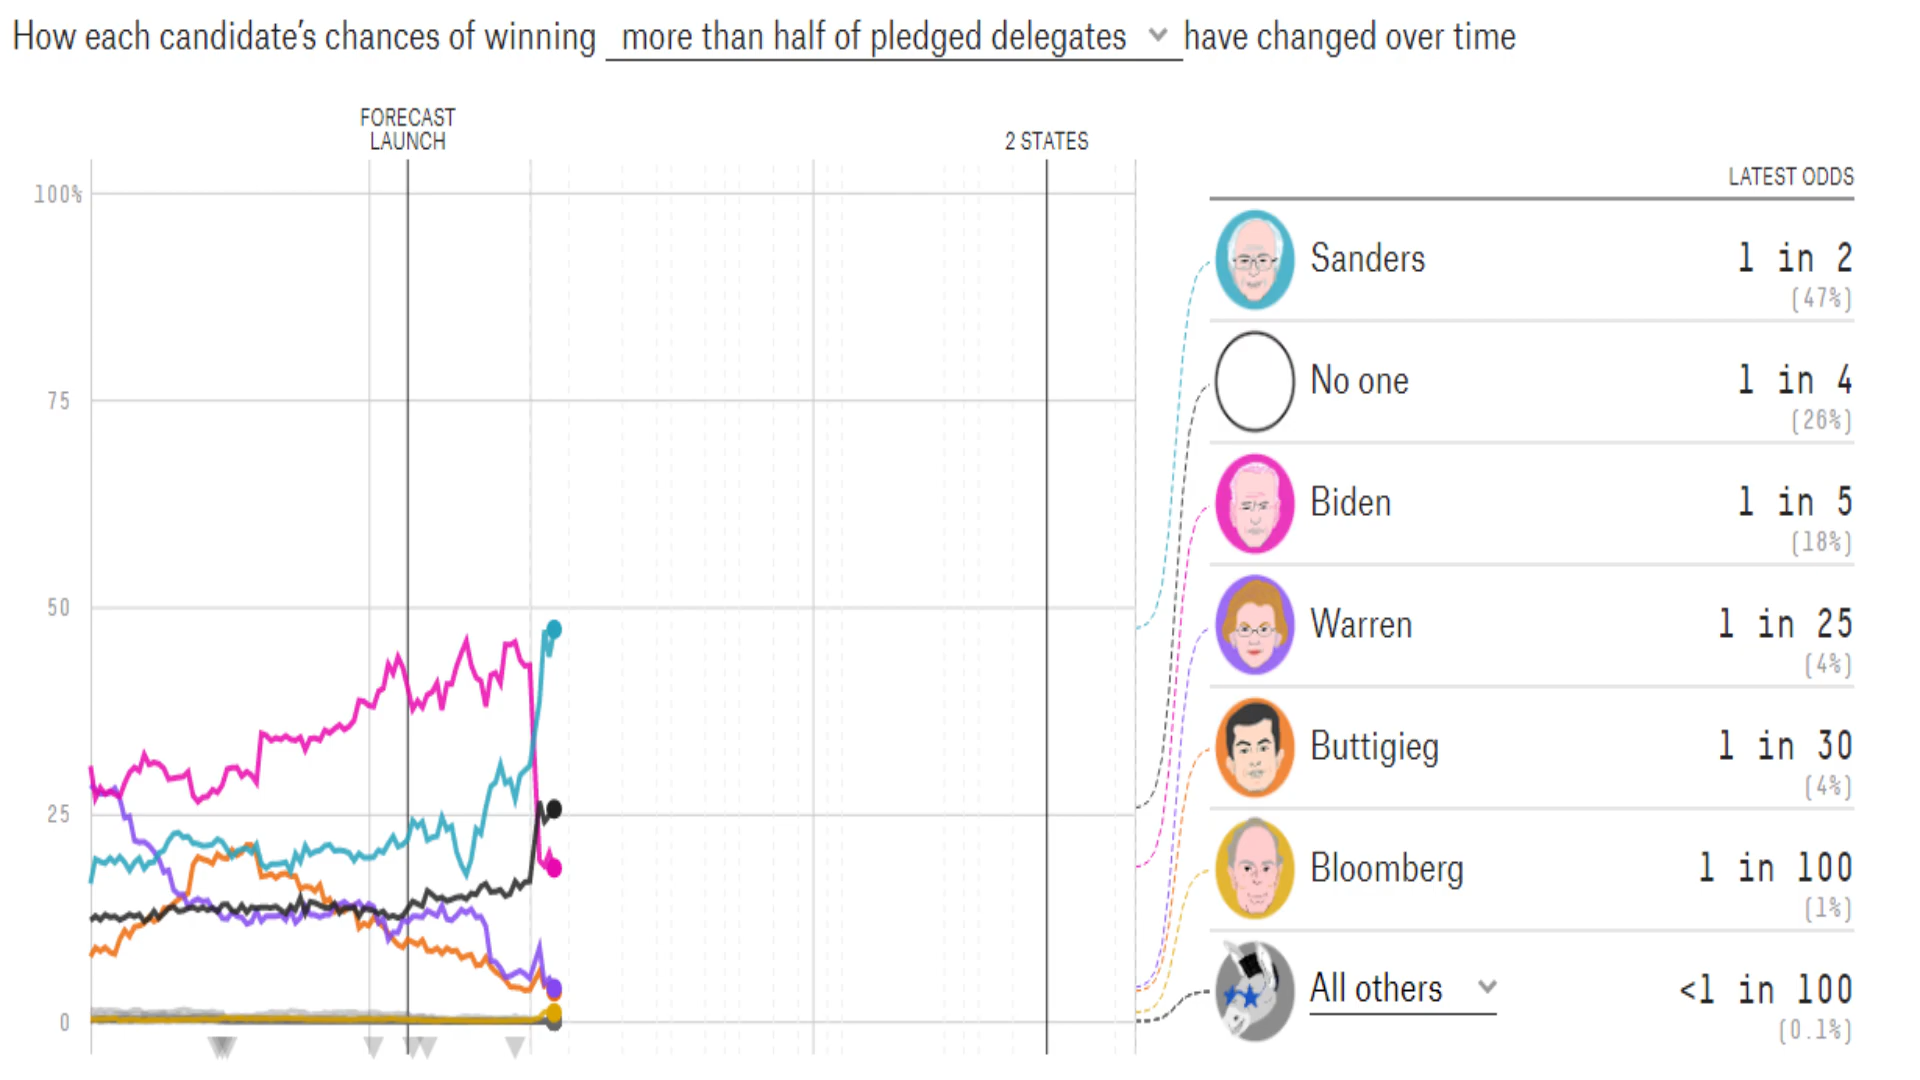 How each candidate's chances of winning more than half of pledged delegates have changed over time
FORECAST
LAUNCH
2 STATES
LATEST ODDS
100%
75
50
25
0
Sanders 1 in 2
(47%)
No one 1 in 4
(26%)
Biden 1 in 5
(18%)
Warren 1 in 25
(4%)
Buttigieg 1 in 30
(4%)
Bloomberg 1 in 100
(1%)
All others <1 in 100
(0.1%)